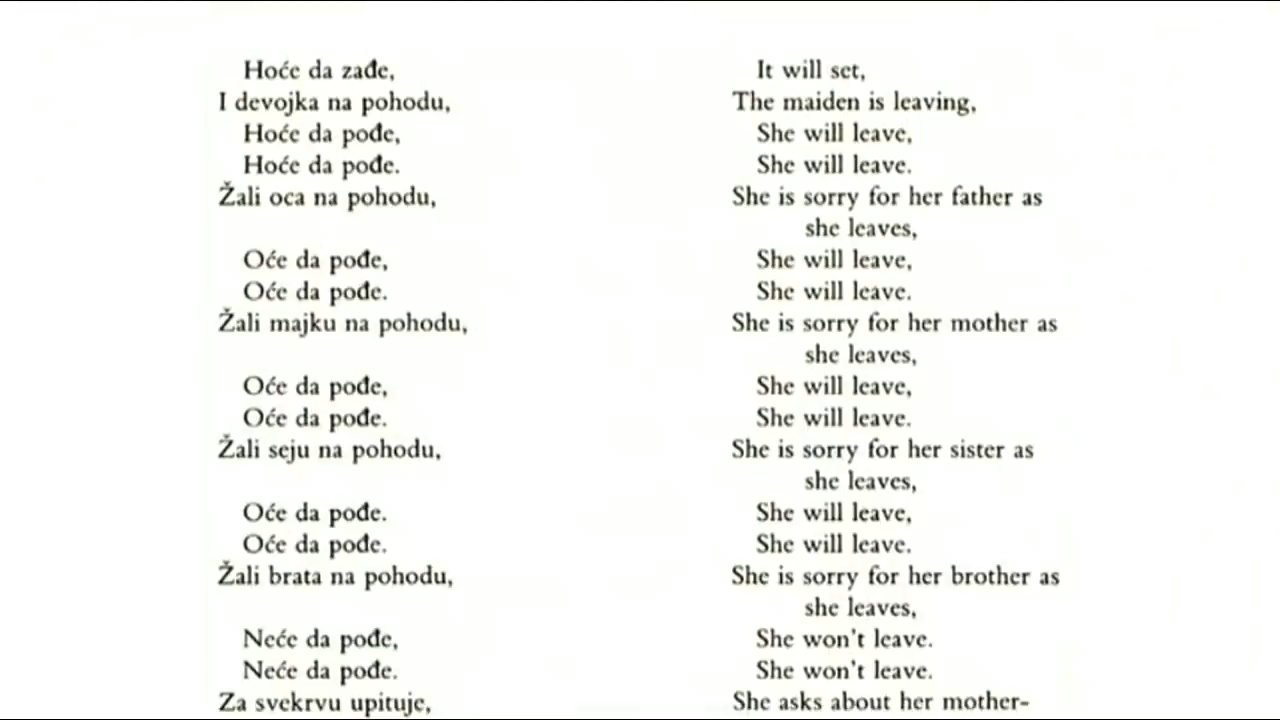 Hoće da zađe,
I devojka na pohodu,
Hoće da pođe,
Hoće da pođe.
Žali oca na pohodu,
Oće da pođe,
Oće da pođe.
Žali majku na pohodu,
Oće da pođe,
Oće da pođe.
Žali seju na pohodu,
Oće da pođe.
Oće da pođe.
Žali brata na pohodu,
Neće da pođe,
Neće da pođe.
Za svekrvu upituje,
It will set,
The maiden is leaving,
She will leave,
She will leave.
She is sorry for her father as
she leaves,
She will leave,
She will leave.
She is sorry for her mother as
she leaves,
She will leave,
She will leave.
She is sorry for her sister as
she leaves,
She will leave,
She will leave.
She is sorry for her brother as
she leaves,
She won't leave.
She won't leave.
She asks about her mother-